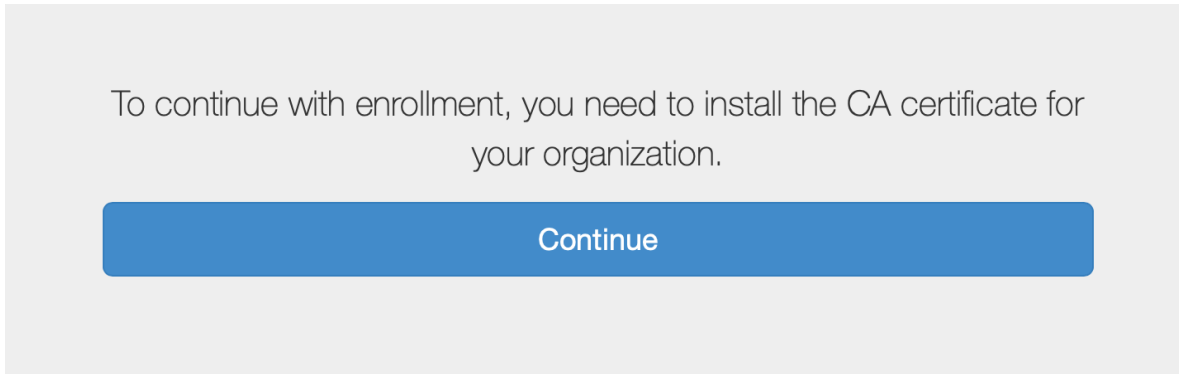 To continue with enrollment, you need to install the CA certificate for
your organization.
Continue